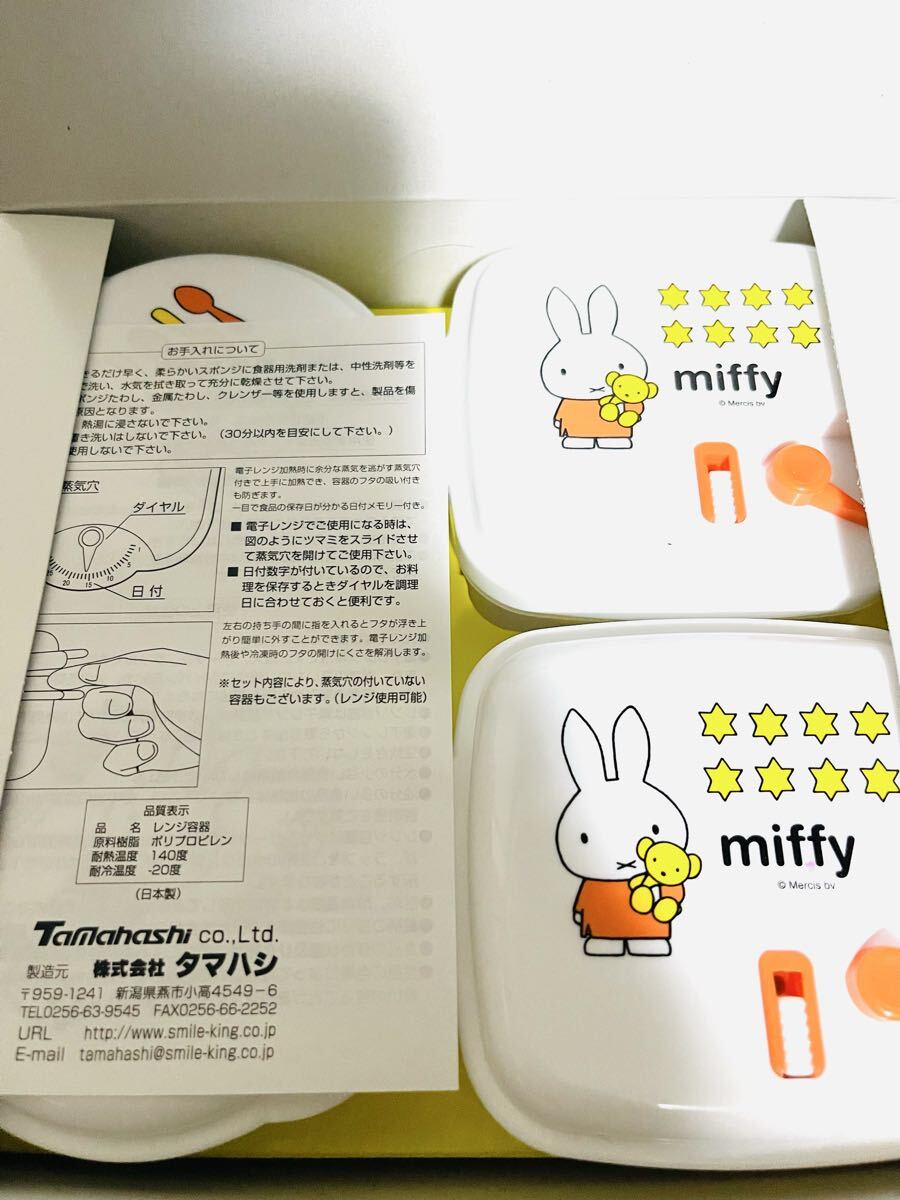 お手入れについて
きるだけ早く、柔らかいスポンジに食器用洗剤または、中性洗剤等を
で洗い、水気を拭き取って充分に乾燥させて下さい。
ポンジたわし、金属たわし、クレンザー等を使用しますと、製品を傷
原因となります。
熱湯に浸さないで下さい。
置き洗いはしないで下さい。（30分以内を目安にして下さい。）
使用しないで下さい。
蒸気穴
ダイヤル
1
5
10
15
20
日付
電子レンジ加熱時に余分な蒸気を逃がす蒸気穴
付きで上手に加熱でき、容器のフタの吸い付き
も防ぎます。
一目で食品の保存日が分かる日付メモリー付き。
■ 電子レンジでご使用になる時は、
図のようにツマミをスライドさせ
て蒸気穴を開けてご使用下さい。
■ 日付数字が付いているので、お料
理を保存するときダイヤルを調理
日に合わせておくと便利です。
左右の持ち手の間に指を入れるとフタが浮き上
がり簡単に外すことができます。電子レンジ加
熱後や冷凍時のフタの開けにくさを解消します。
※セット内容により、蒸気穴の付いていない
容器もございます。（レンジ使用可能）
品質表示
品　名　レンジ容器
原料樹脂　ポリプロピレン
耐熱温度　140度
耐冷温度　-20度
（日本製）
Tamahashi co.,Ltd.
製造元　株式会社 タマハシ
〒959-1241　新潟県燕市小高4549－6
TEL0256-63-9545　FAX0256-66-2252
URL　http://www.smile-king.co.jp
E-mail　tamahashi@smile-king.co.jp
miffy
© Mercis bv
miffy
© Mercis bv